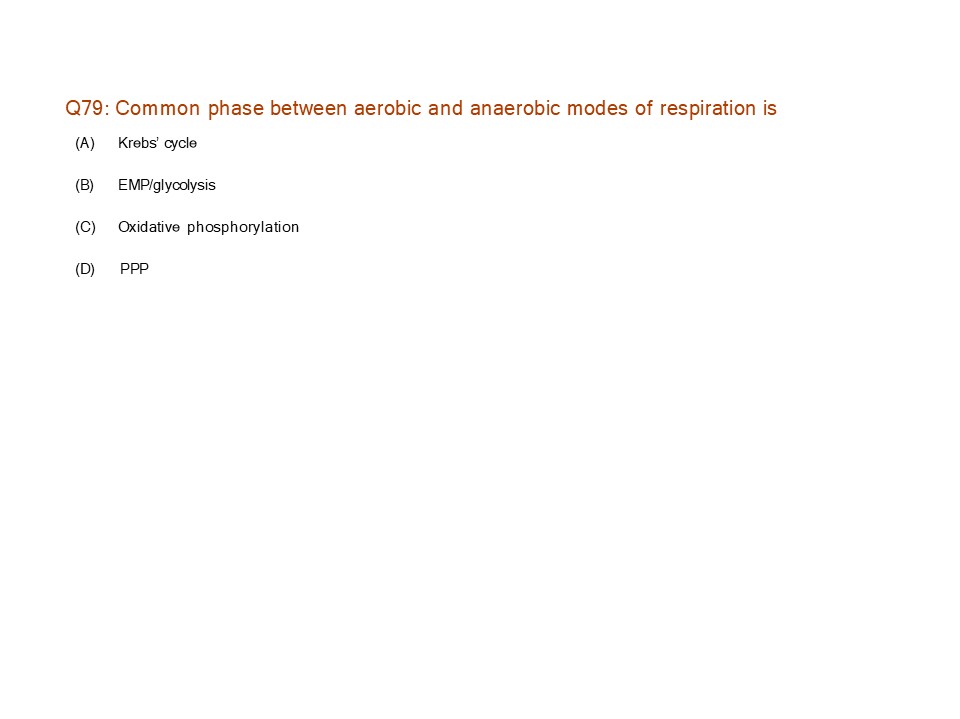 Q79: Common phase between aerobic and anaerobic modes of respiration is
(A) Krebs’ cycle
(B) EMP/glycolysis
(C) Oxidative phosphorylation
(D) PPP